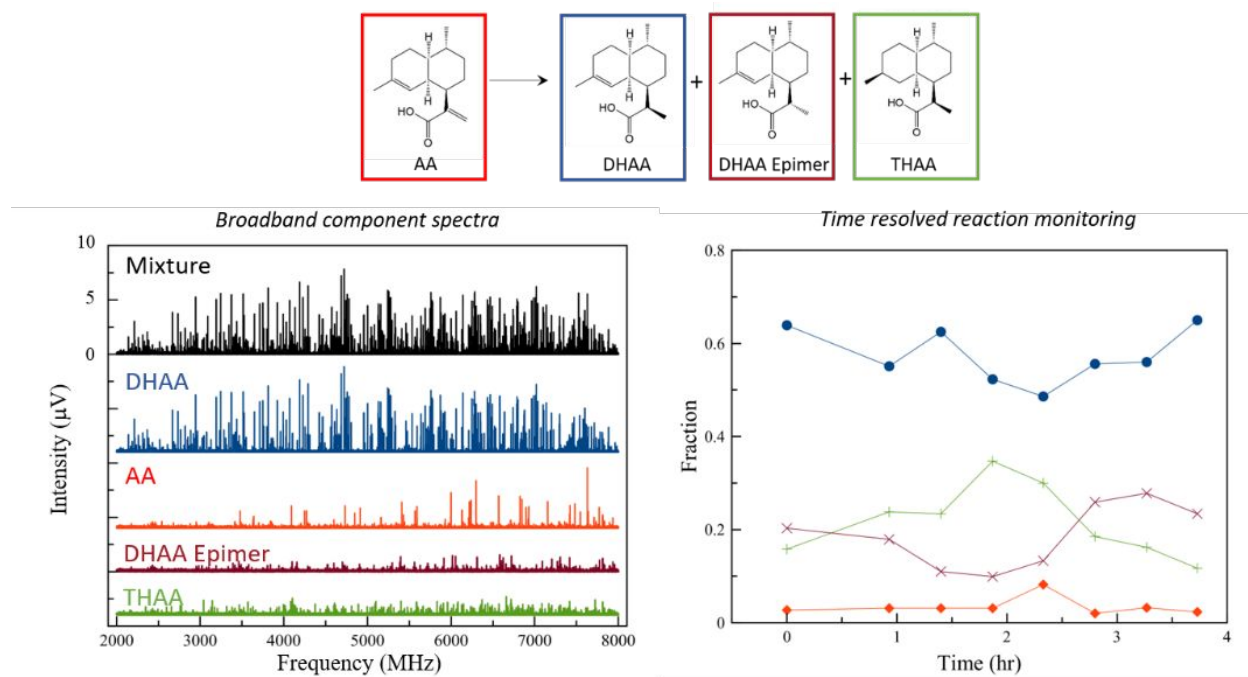 H
H
HO
O
AA
H
H
HO
O
DHAA
+
H
H
HO
O
DHAA Epimer
+
H
HO
O
THAA
Broadband component spectra
10
5
0
Intensity (μV)
Mixture
DHAA
AA
DHAA Epimer
THAA
2000 3000 4000 5000 6000 7000 8000
Frequency (MHz)
Time resolved reaction monitoring
0.8
0.6
0.4
0.2
0
Fraction
0 1 2 3 4
Time (hr)